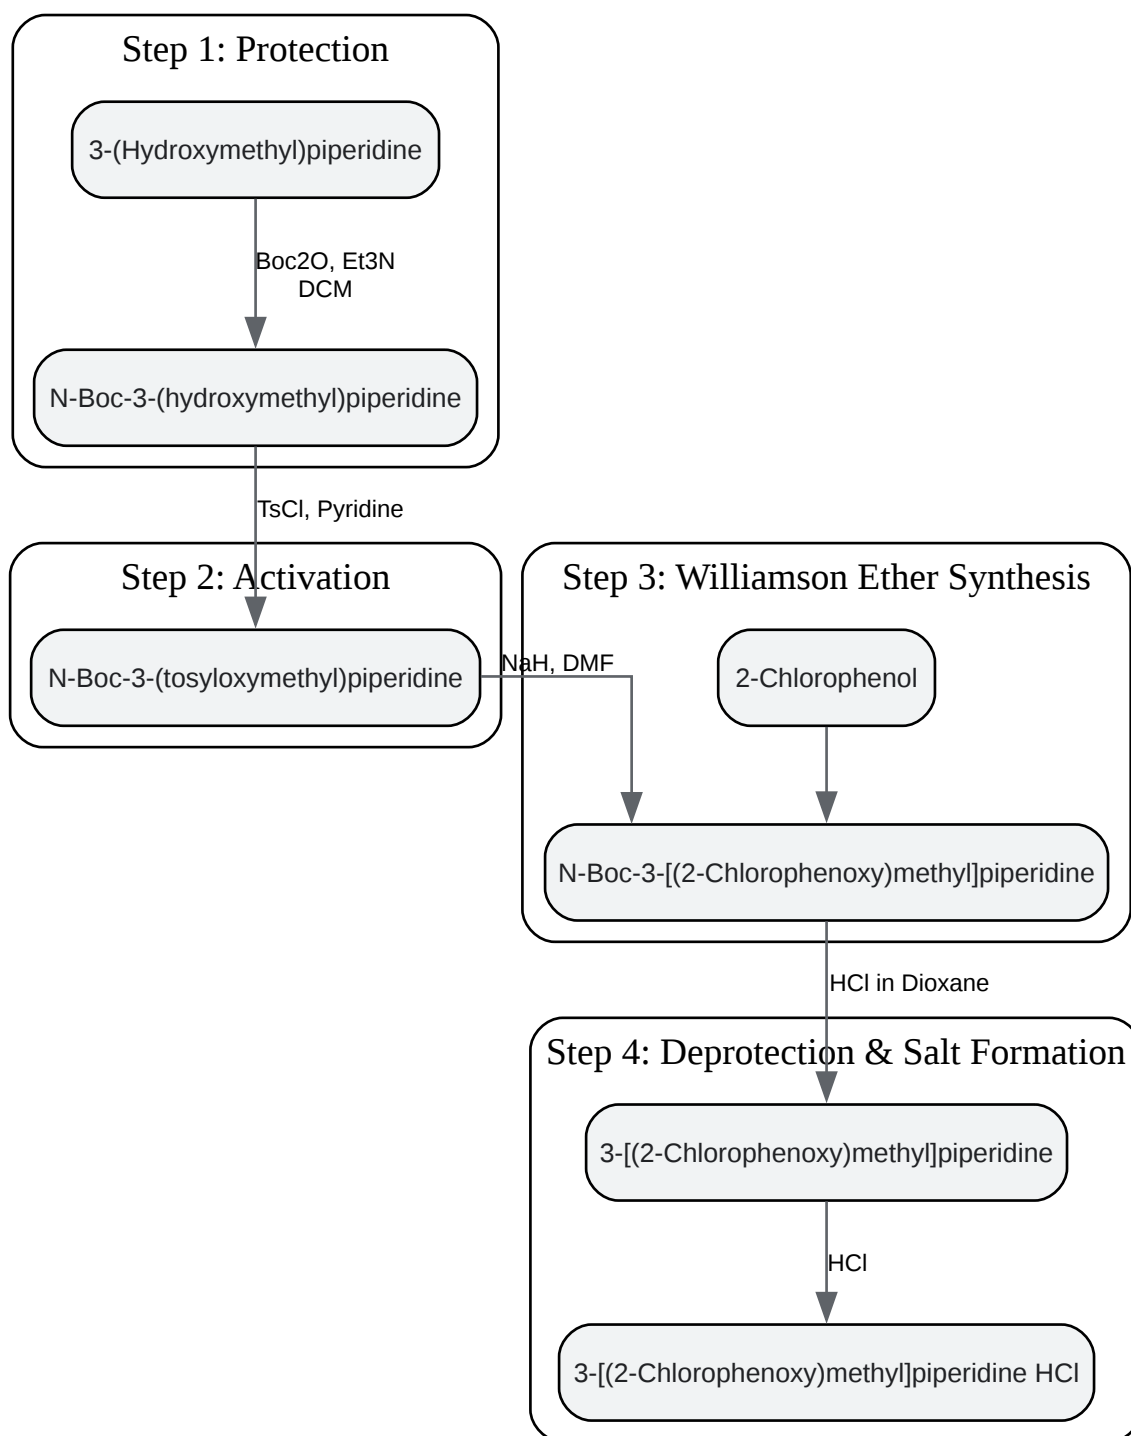 Step 1: Protection
3-(Hydroxymethyl)piperidine
Boc2O, Et3N
DCM
N-Boc-3-(hydroxymethyl)piperidine
TsCl, Pyridine
Step 2: Activation
N-Boc-3-(tosyloxymethyl)piperidine
NaH, DMF
Step 3: Williamson Ether Synthesis
2-Chlorophenol
N-Boc-3-[(2-Chlorophenoxy)methyl]piperidine
HCl in Dioxane
Step 4: Deprotection & Salt Formation
3-[(2-Chlorophenoxy)methyl]piperidine
HCl
3-[(2-Chlorophenoxy)methyl]piperidine HCl